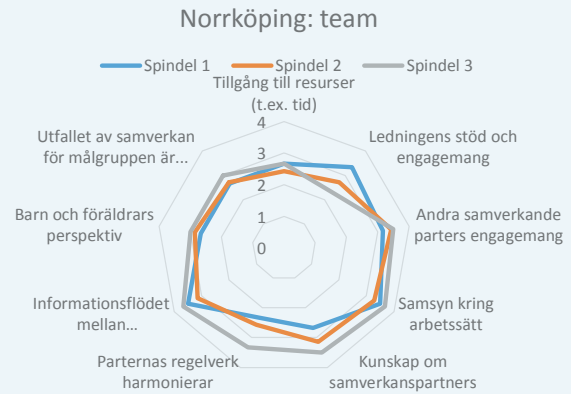 Norrköping: team
Spindel 1
Spindel 2
Spindel 3
Tillgång till resurser
(t.ex. tid)
Ledningens stöd och
engagemang
Andra samverkande
parters engagemang
Samsyn kring
arbetssätt
Kunskap om
samverkanspartners
Parternas regelverk
harmonierar
Informationsflödet
mellan...
Barn och föräldrars
perspektiv
Utfallet av samverkan
för målgruppen är...
4
3
2
1
0